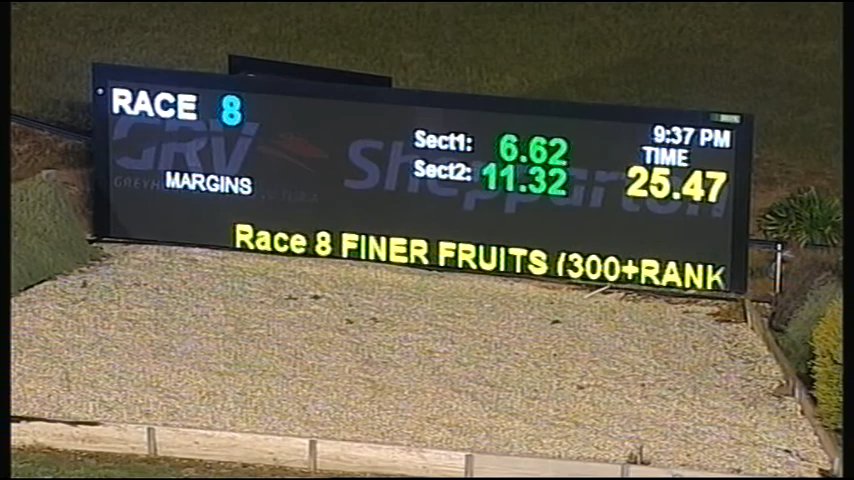 RACE 8
Sect1: 6.62
9:37 PM
TIME
Sect2: 11.32
25.47
GRV
Shepparton
MARGINS
Race 8 FINER FRUITS (300+RANK